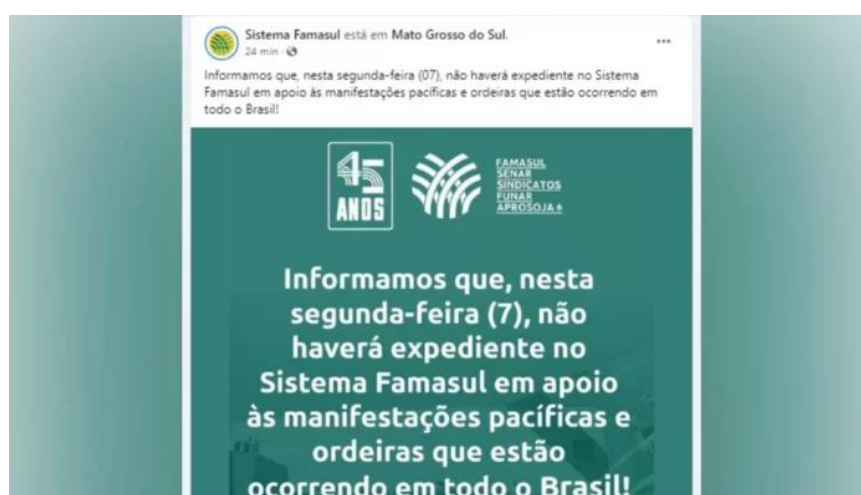 Sistema Famasul está em Mato Grosso do Sul.
24 min ·
Informamos que, nesta segunda-feira (07), não haverá expediente no Sistema
Famasul em apoio às manifestações pacíficas e ordeiras que estão ocorrendo em
todo o Brasil!
45
ANOS
FAMASUL
SENAR
SINDICATOS
FUNAR
APROSOJA
Informamos que, nesta
segunda-feira (7), não
haverá expediente no
Sistema Famasul em apoio
às manifestações pacíficas e
ordeiras que estão
ocorrendo em todo o Brasil!